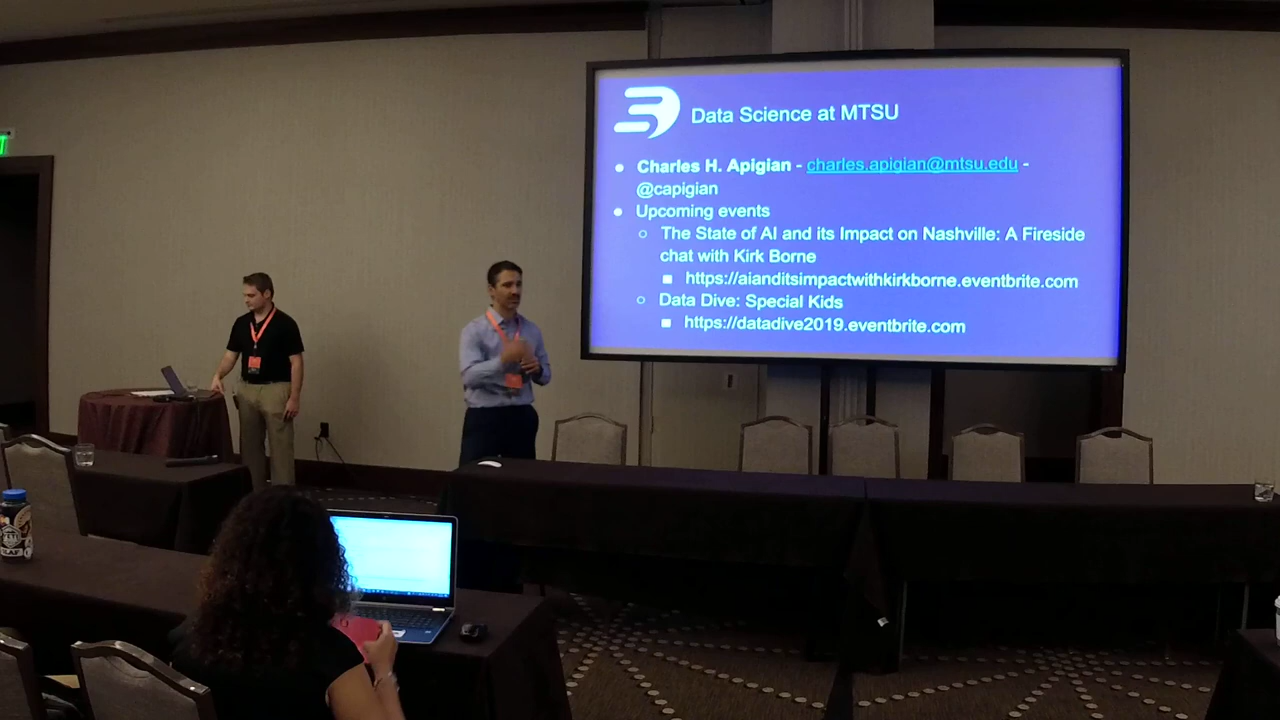 Data Science at MTSU
Charles H. Apigian - charles.apigian@mtsu.edu -
@capigian
Upcoming events
The State of AI and its Impact on Nashville: A Fireside
chat with Kirk Borne
https://aianditsimpactwithkirkborne.eventbrite.com
Data Dive: Special Kids
https://datadive2019.eventbrite.com